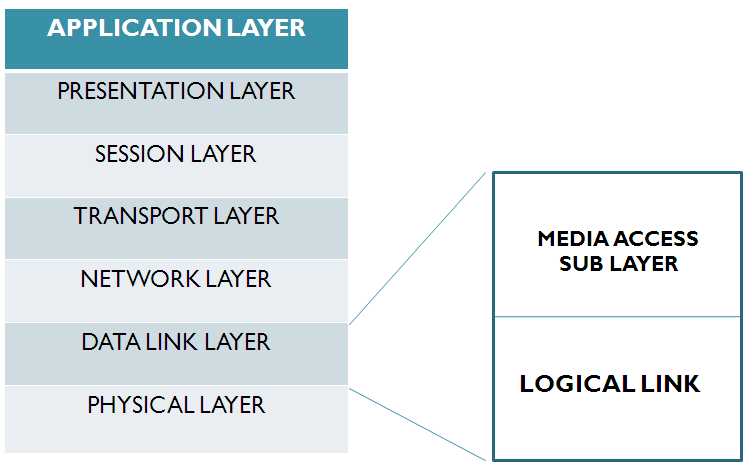 APPLICATION LAYER
PRESENTATION LAYER
SESSION LAYER
TRANSPORT LAYER
NETWORK LAYER
DATA LINK LAYER
PHYSICAL LAYER
MEDIA ACCESS
SUB LAYER
LOGICAL LINK